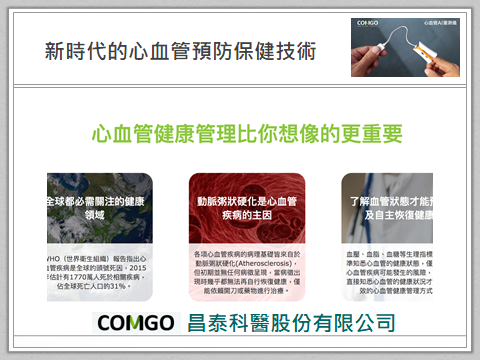 新時代的心血管預防保健技術
COMGO
心血管AI量測儀
心血管健康管理比你想像的更重要
全球都必需關注的健康
領域
WHO（世界衛生組織）報告指出心
血管疾病是全球的頭號死因，2015
估計有1770萬人死於相關疾病，
佔全球死亡人口的31%。
動脈粥狀硬化是心血管
疾病的主因
各項心血管疾病的病理基礎皆來自於
動脈粥狀硬化(Atherosclerosis)，
但初期並無任何病徵呈現，當病徵出
現時幾乎都無法再自行恢復健康，僅
能依賴開刀或藥物進行治療。
了解血管狀態才能
及自主恢復健康
血壓、血脂、血糖等生理指標
準知悉心血管的健康狀態，僅
心血管疾病可能發生的風險，
直接知悉心血管的健康狀況才
效的心血管健康管理方式
COMGO 昌泰科醫股份有限公司